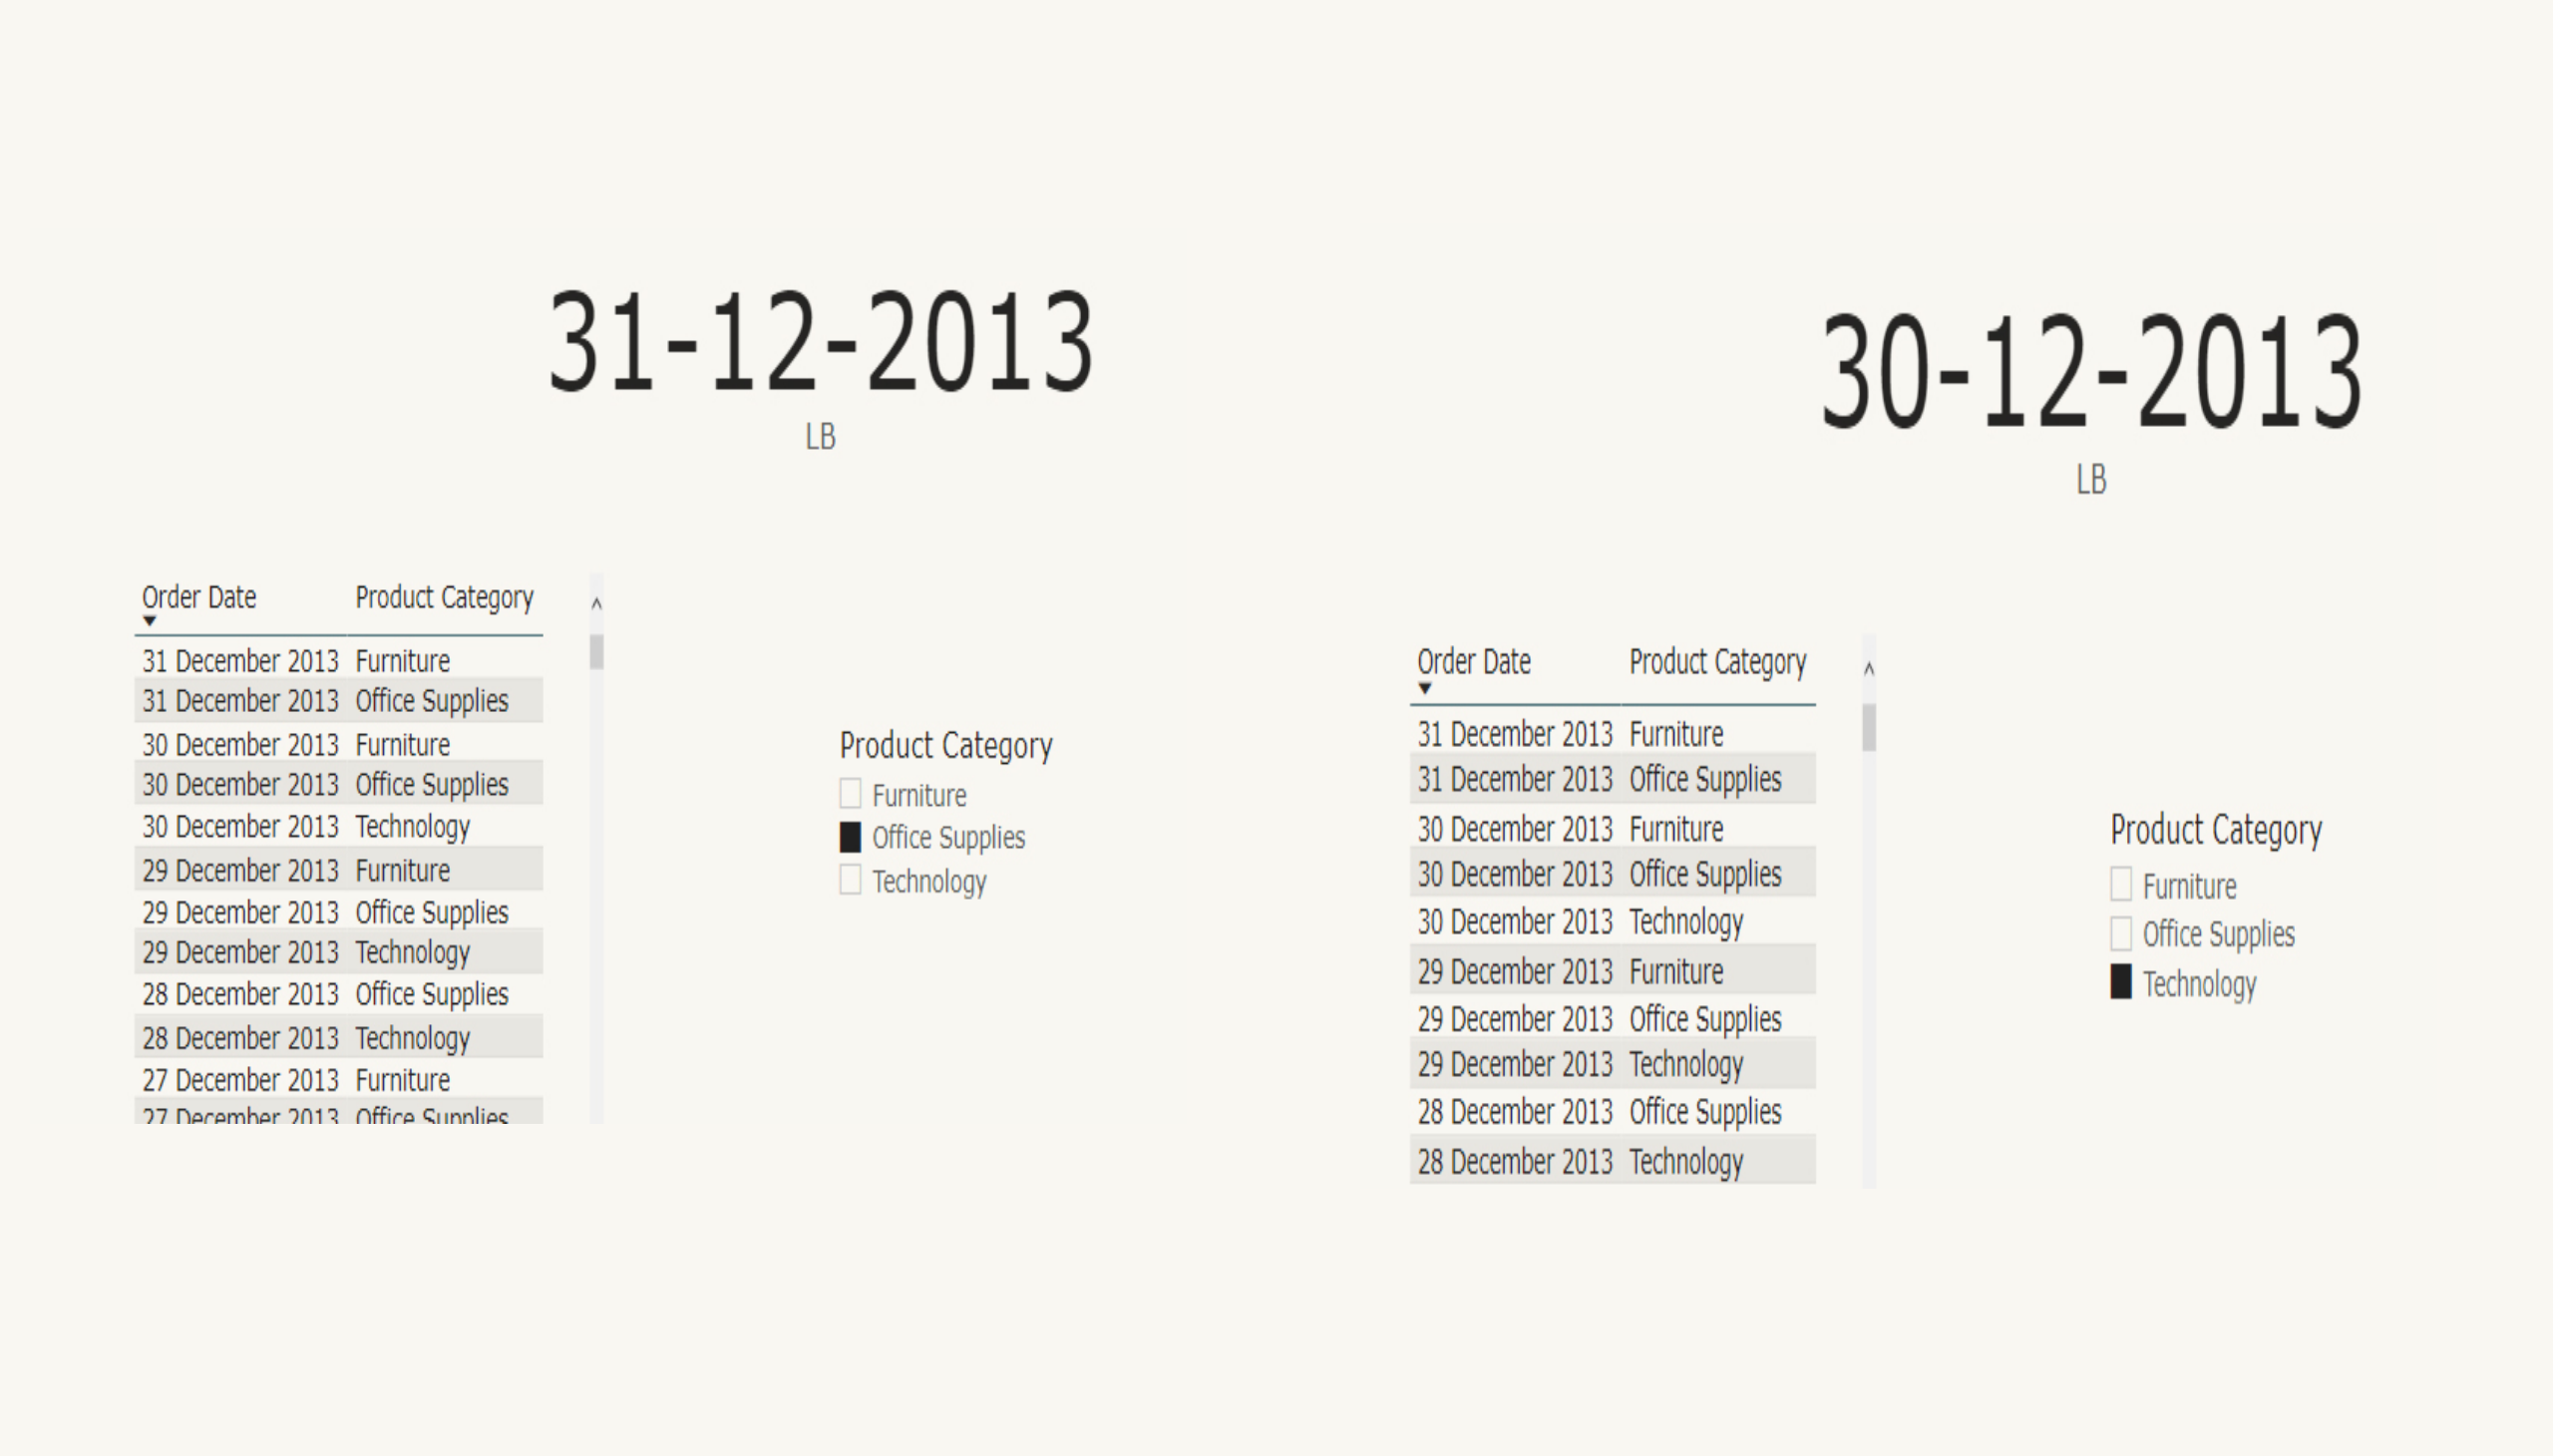 31-12-2013
LB
Order Date Product Category
31 December 2013 Furniture
31 December 2013 Office Supplies
30 December 2013 Furniture
30 December 2013 Office Supplies
30 December 2013 Technology
29 December 2013 Furniture
29 December 2013 Office Supplies
29 December 2013 Technology
28 December 2013 Office Supplies
28 December 2013 Technology
27 December 2013 Furniture
27 December 2013 Office Supplies
Product Category
Furniture
Office Supplies
Technology
30-12-2013
LB
Order Date Product Category
31 December 2013 Furniture
31 December 2013 Office Supplies
30 December 2013 Furniture
30 December 2013 Office Supplies
30 December 2013 Technology
29 December 2013 Furniture
29 December 2013 Office Supplies
29 December 2013 Technology
28 December 2013 Office Supplies
28 December 2013 Technology
Product Category
Furniture
Office Supplies
Technology